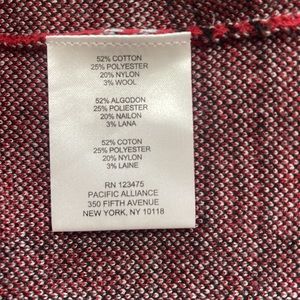 52% COTTON
25% POLYESTER
20% NYLON
3% WOOL
52% ALGODON
25% POLIESTER
20% NAILON
3% LANA
52% COTON
25% POLYESTER
20% NYLON
3% LAINE
RN 123475
PACIFIC ALLIANCE
350 FIFTH AVENUE
NEW YORK, NY 10118